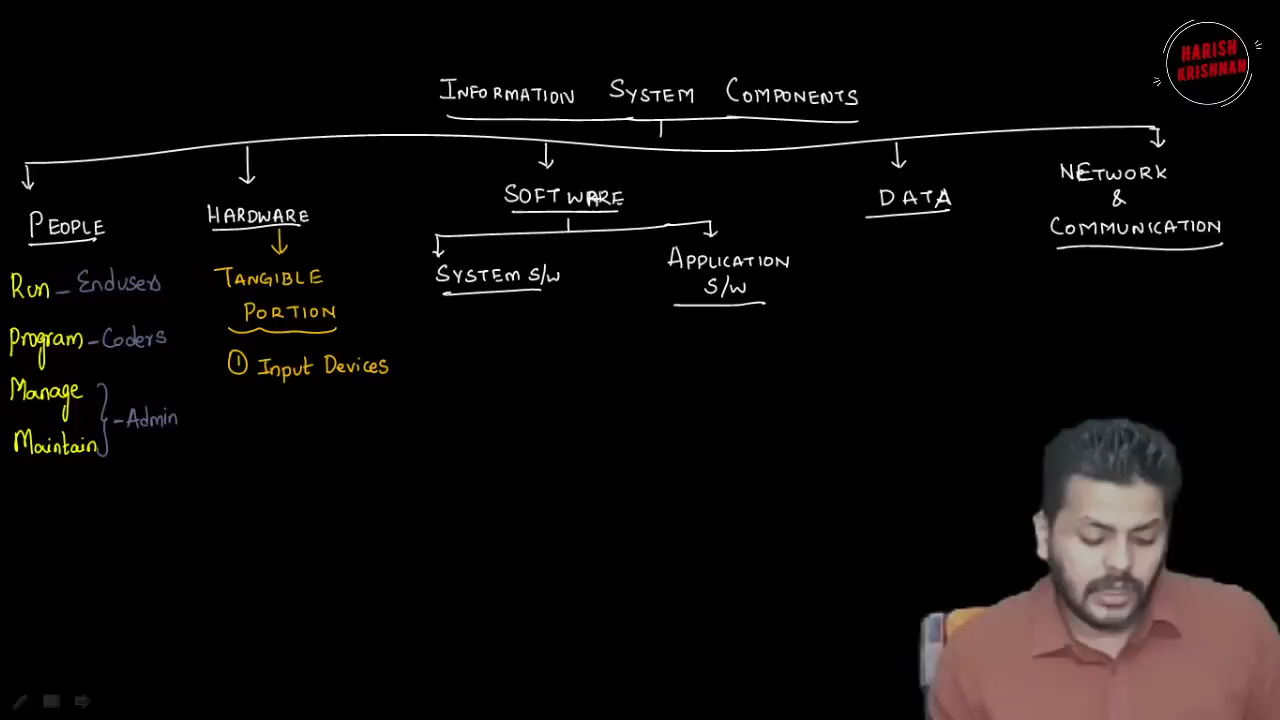 HARISH
KRISHNAN
INFORMATION SYSTEM COMPONENTS
PEOPLE
Run - Endusers
Program - Coders
Manage
Maintain
- Admin
HARDWARE
TANGIBLE
PORTION
① Input Devices
SOFTWARE
SYSTEM S/W
APPLICATION
S/W
DATA
NETWORK
&
COMMUNICATION